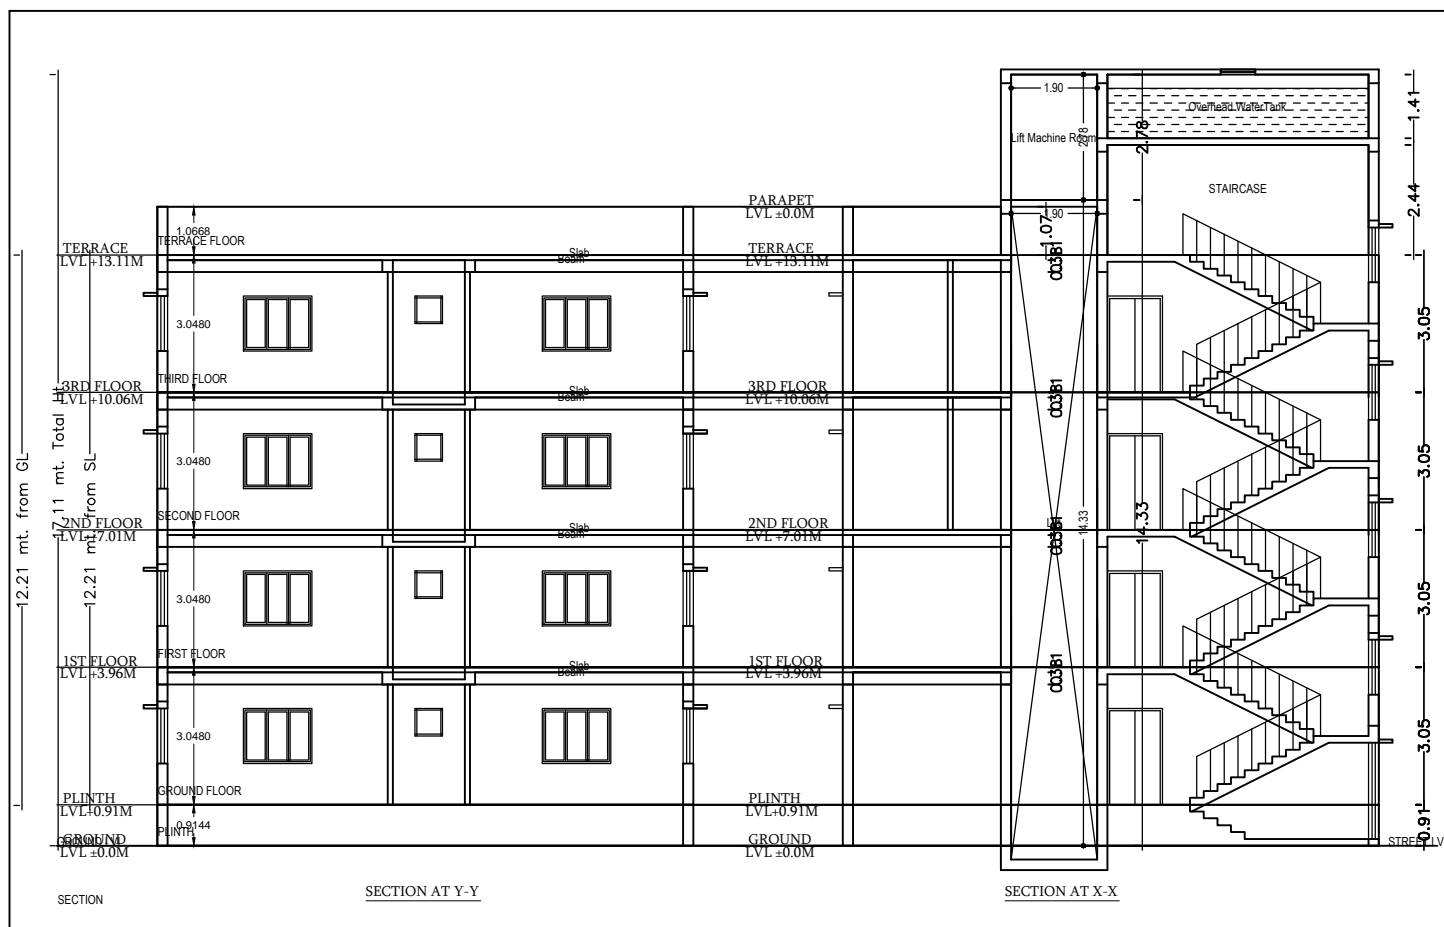 1.90
Overhead WaterTank
1.41
Lift Machine Room
2.78
2.78
STAIRCASE
2.44
PARAPET
LVL ±0.0M
1.90
1.07
1.0668
TERRACE FLOOR
TERRACE
LVL +13.11M
Slab
Beam
TERRACE
LVL +13.11M
3.0480
3.05
THIRD FLOOR
3RD FLOOR
LVL +10.06M
Slab
Beam
3RD FLOOR
LVL +10.06M
17.11 mt. Total Ht.
12.21 mt. from GL
12.21 mt. from SL
3.0480
3.05
SECOND FLOOR
2ND FLOOR
LVL +7.01M
Slab
Beam
2ND FLOOR
LVL +7.01M
14.33
14.33
3.0480
3.05
FIRST FLOOR
1ST FLOOR
LVL +3.96M
Slab
Beam
1ST FLOOR
LVL +3.96M
3.0480
3.05
GROUND FLOOR
PLINTH
LVL+0.91M
PLINTH
LVL+0.91M
0.9144
PLINTH
0.91
GROUND
LVL ±0.0M
GROUND
LVL ±0.0M
STREET LV
SECTION AT Y-Y
SECTION AT X-X
SECTION